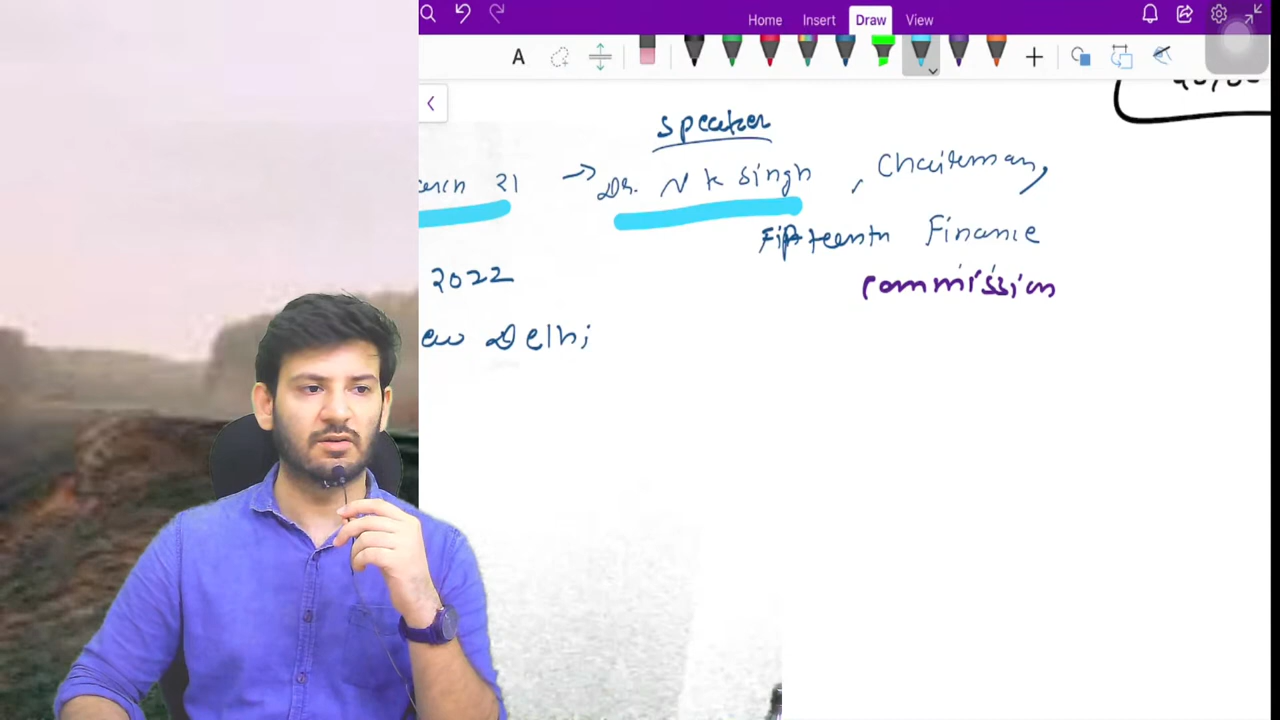 Home Insert Draw View
A
speaker
21 → Dr. N K Singh , Chairman,
Fifteenth Finance
commission
2022
ew Delhi